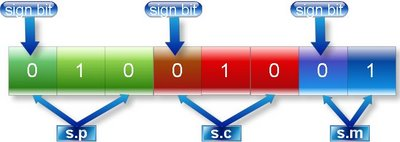 sign bit sign bit sign bit
0 1 0 0 1 0 0 1
s.p s.c s.m